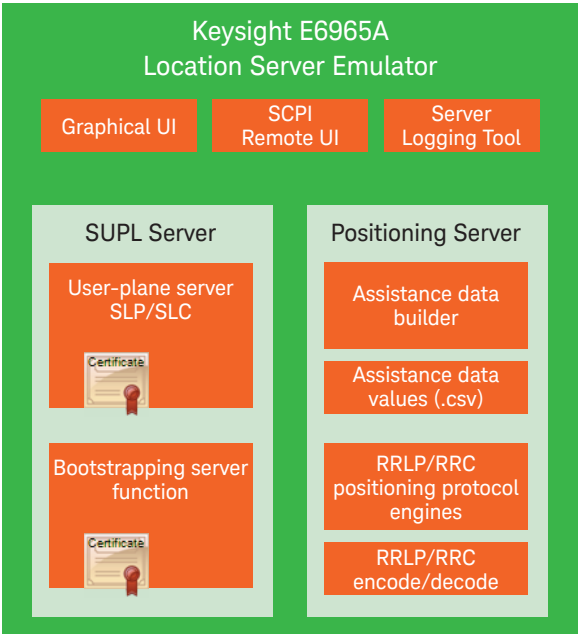 Keysight E6965A
Location Server Emulator
Graphical UI
SCPI
Remote UI
Server
Logging Tool
SUPL Server
User-plane server
SLP/SLC
Certificate
Bootstrapping server
function
Certificate
Positioning Server
Assistance data
builder
Assistance data
values (.csv)
RRLP/RRC
positioning protocol
engines
RRLP/RRC
encode/decode